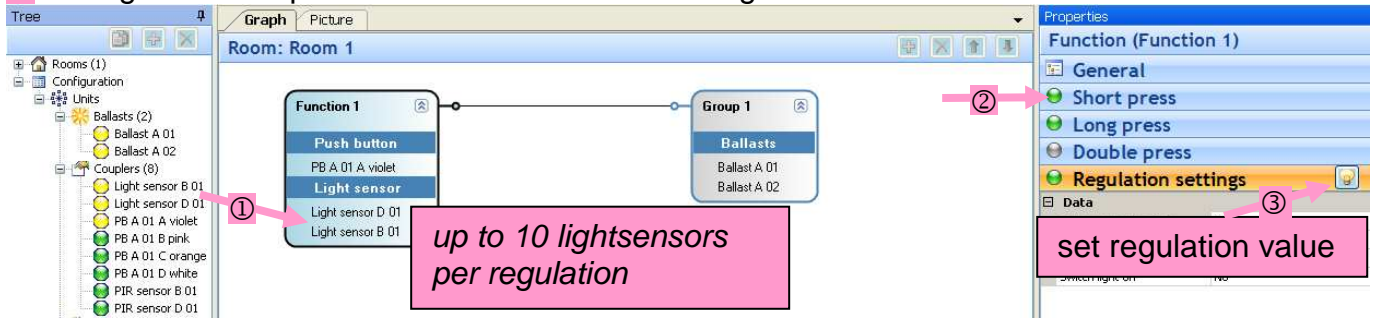 Tree
Rooms (1)
Configuration
Units
Ballasts (2)
Ballast A 01
Ballast A 02
Couplers (8)
Light sensor B 01
Light sensor D 01
PB A 01 A violet
PB A 01 B pink
PB A 01 C orange
PB A 01 D white
PIR sensor B 01
PIR sensor D 01
①
Graph Picture
Room: Room 1
Function 1
Push button
PB A 01 A violet
Light sensor
Light sensor D 01
Light sensor B 01
Group 1
Ballasts
Ballast A 01
Ballast A 02
up to 10 lightsensors
per regulation
②
Properties
Function (Function 1)
General
Short press
Long press
Double press
Regulation settings
Data
③
set regulation value